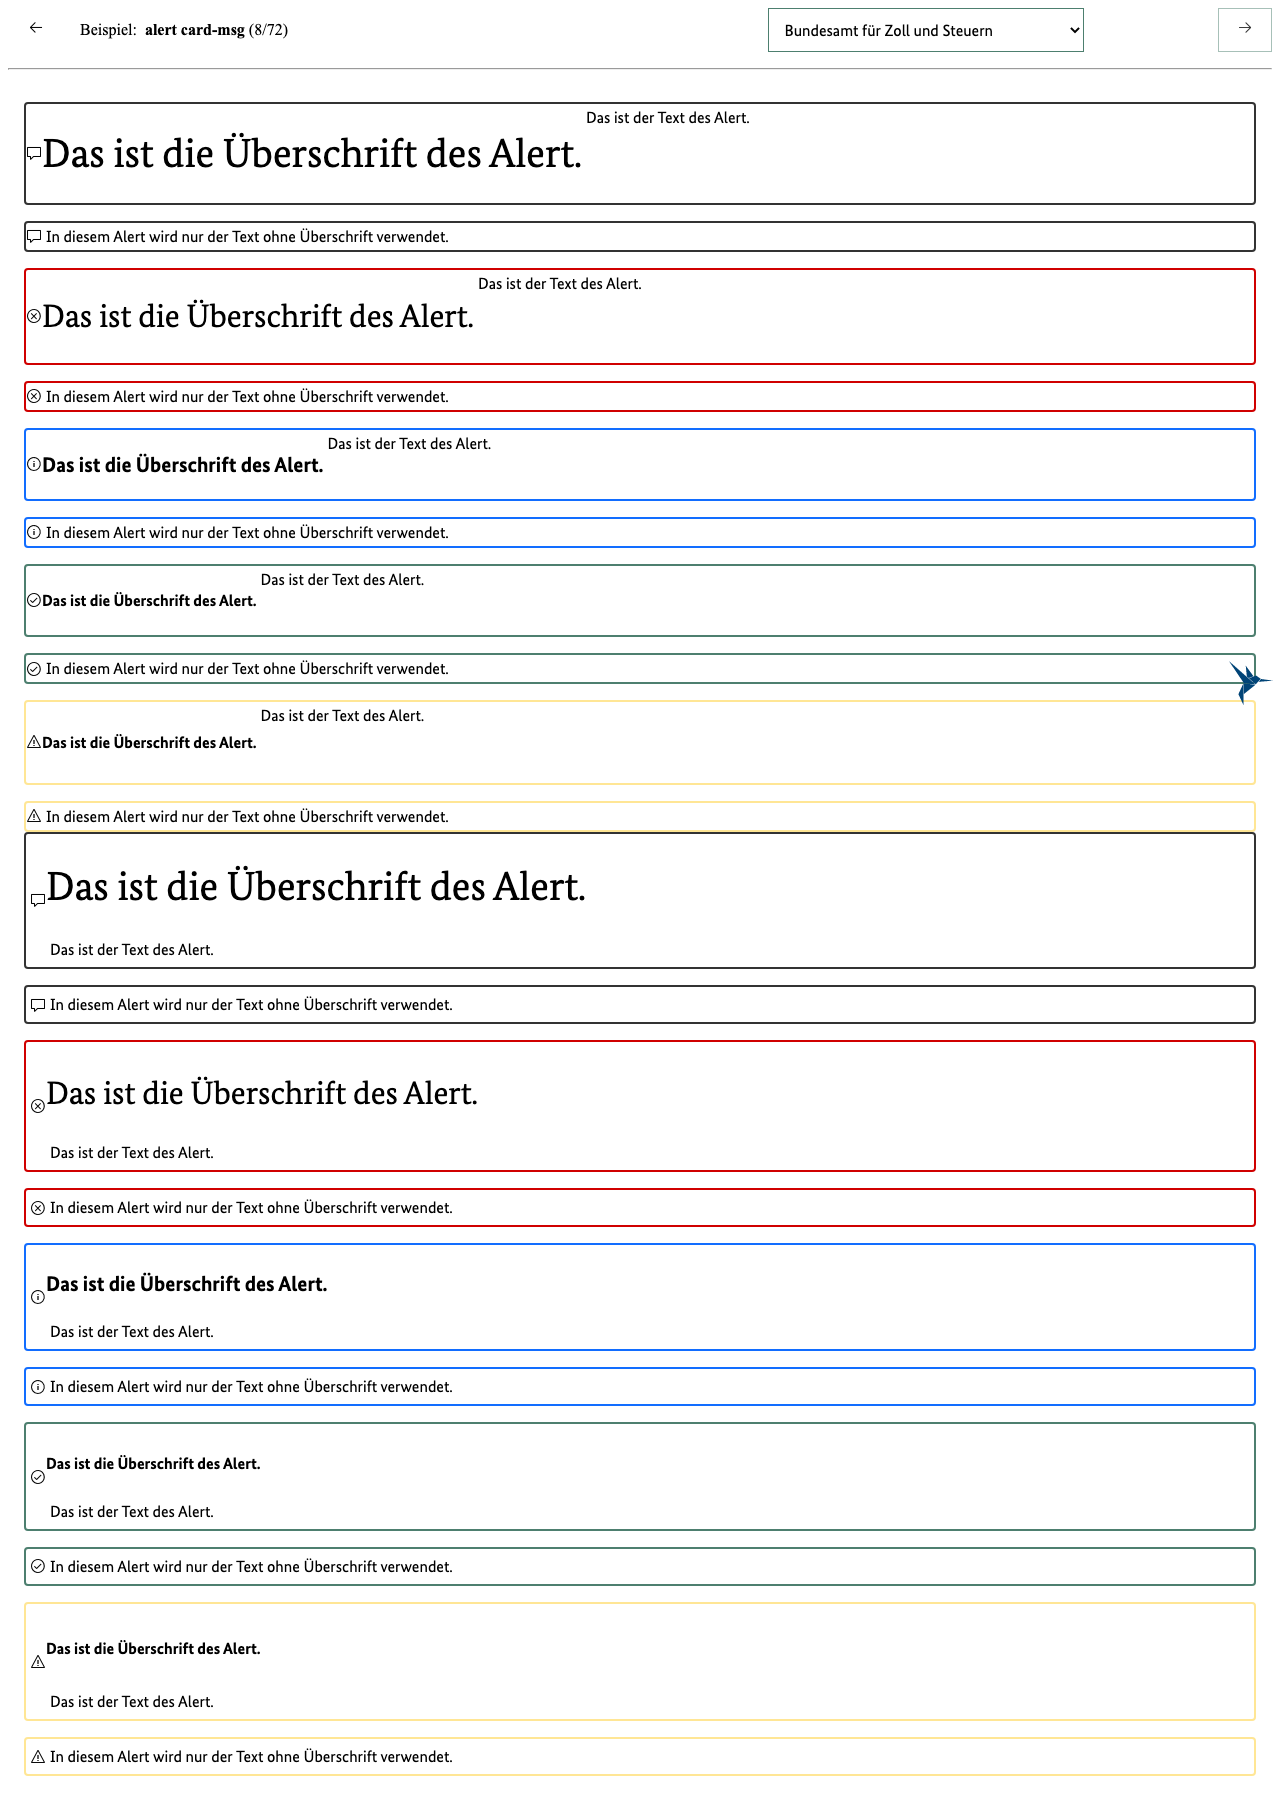 Beispiel: alert card-msg (8/72)
Bundesamt für Zoll und Steuern
Das ist der Text des Alert.
Das ist die Überschrift des Alert.
In diesem Alert wird nur der Text ohne Überschrift verwendet.
Das ist der Text des Alert.
Das ist die Überschrift des Alert.
In diesem Alert wird nur der Text ohne Überschrift verwendet.
Das ist der Text des Alert.
Das ist die Überschrift des Alert.
In diesem Alert wird nur der Text ohne Überschrift verwendet.
Das ist der Text des Alert.
Das ist die Überschrift des Alert.
In diesem Alert wird nur der Text ohne Überschrift verwendet.
Das ist der Text des Alert.
Das ist die Überschrift des Alert.
In diesem Alert wird nur der Text ohne Überschrift verwendet.
Das ist die Überschrift des Alert.
Das ist der Text des Alert.
In diesem Alert wird nur der Text ohne Überschrift verwendet.
Das ist die Überschrift des Alert.
Das ist der Text des Alert.
In diesem Alert wird nur der Text ohne Überschrift verwendet.
Das ist die Überschrift des Alert.
Das ist der Text des Alert.
In diesem Alert wird nur der Text ohne Überschrift verwendet.
Das ist die Überschrift des Alert.
Das ist der Text des Alert.
In diesem Alert wird nur der Text ohne Überschrift verwendet.
Das ist die Überschrift des Alert.
Das ist der Text des Alert.
In diesem Alert wird nur der Text ohne Überschrift verwendet.